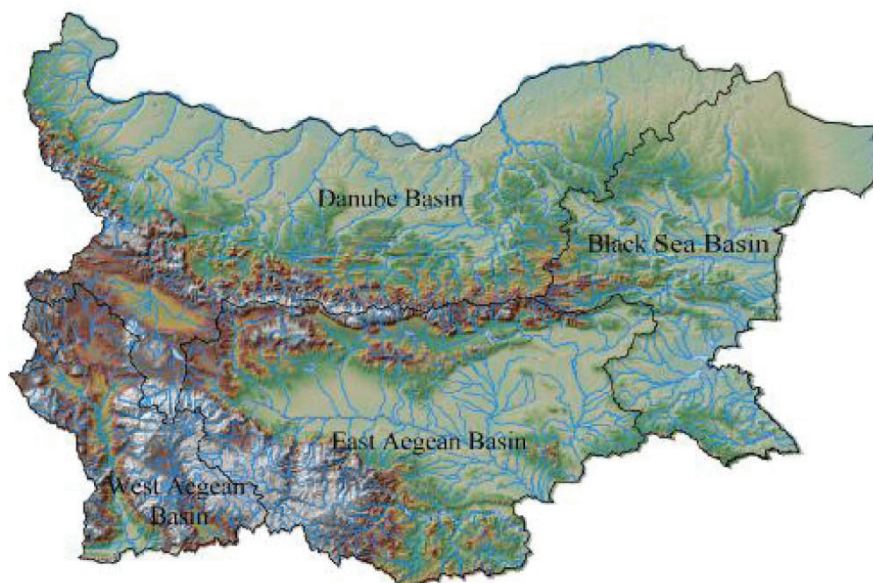 Danube Basin
Black Sea Basin
East Aegean Basin
West Aegean
Basin